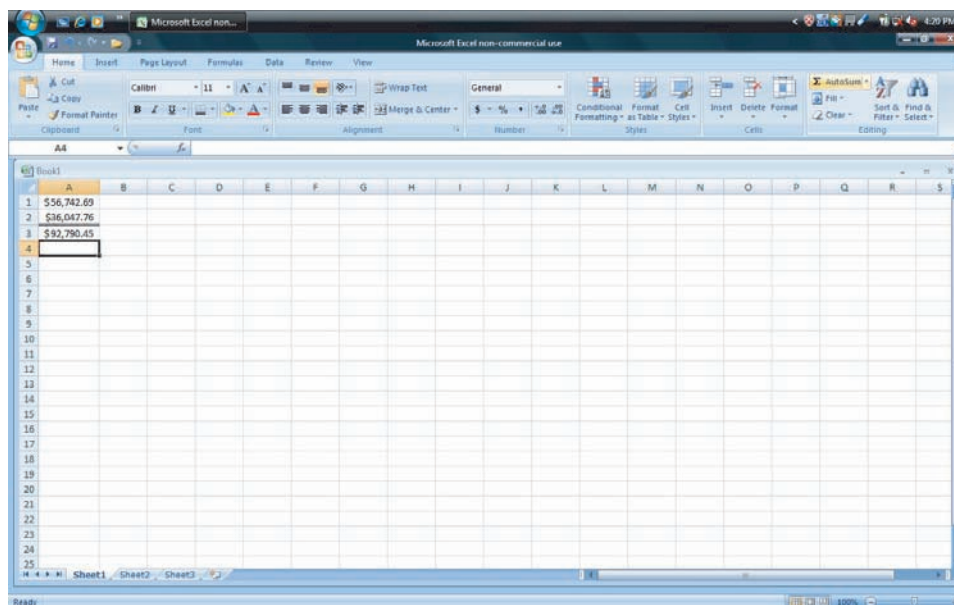 Microsoft Excel non...
4:20 PM
Microsoft Excel non-commercial use
Home Insert Page Layout Formulas Data Review View
Paste
Cut
Copy
Format Painter
Clipboard
Calibri 11
B I U
Font
Wrap Text
Merge & Center
Alignment
General
$ % ,
Number
Conditional Formatting
Format as Table
Cell Styles
Styles
Insert Delete Format
Cells
Σ AutoSum
Fill
Clear
Sort & Filter
Find & Select
Editing
A4 fx
Book1
A B C D E F G H I J K L M N O P Q R S
1 $56,742.69
2 $36,047.76
3 $92,790.45
4
5
6
7
8
9
10
11
12
13
14
15
16
17
18
19
20
21
22
23
24
25
Sheet1 Sheet2 Sheet3
Ready 100%